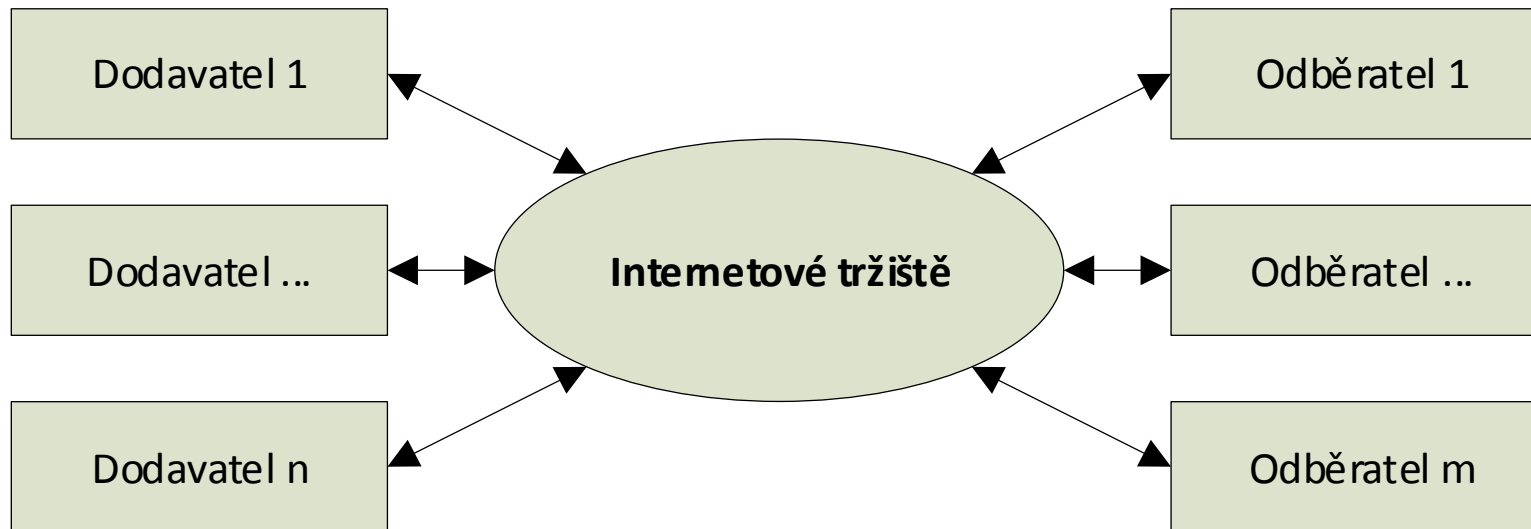 Dodavatel 1
Odběratel 1
Dodavatel ...
Internetové tržiště
Odběratel ...
Dodavatel n
Odběratel m